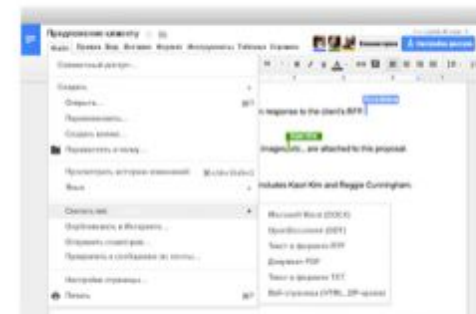 Предложение клиенту
Файл Правка Вид Вставка Формат Инструменты Таблица Справка
Комментарии
Настройки доступа
Совместный доступ...
Создать
Открыть...
Переименовать...
Создать копию...
Переместить в папку...
Просмотреть историю изменений
Язык
Скачать как
Опубликовать в Интернете...
Отправить соавторам...
Прикрепить к сообщению эл. почты...
Настройки страницы...
Печать
Microsoft Word (DOCX)
OpenDocument (ODT)
Текст в формате RTF
Документ PDF
Текст в формате TXT
Веб-страница (HTML, ZIP-архив)
n response to the client's RFP.
are attached to this proposal.
ncludes Kaori Kim and Reggie Cunningham.